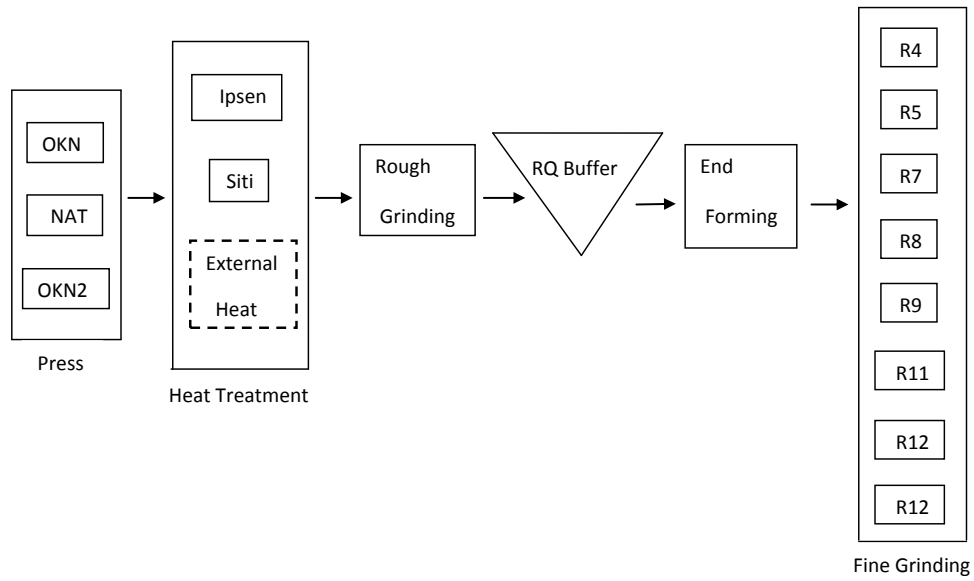 OKN
NAT
OKN2
Press
Ipsen
Siti
External
Heat
Heat Treatment
Rough
Grinding
RQ Buffer
End
Forming
R4
R5
R7
R8
R9
R11
R12
R12
Fine Grinding